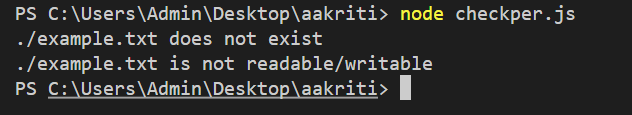 PS C:\Users\Admin\Desktop\aakriti> node checkper.js
./example.txt does not exist
./example.txt is not readable/writable
PS C:\Users\Admin\Desktop\aakriti>